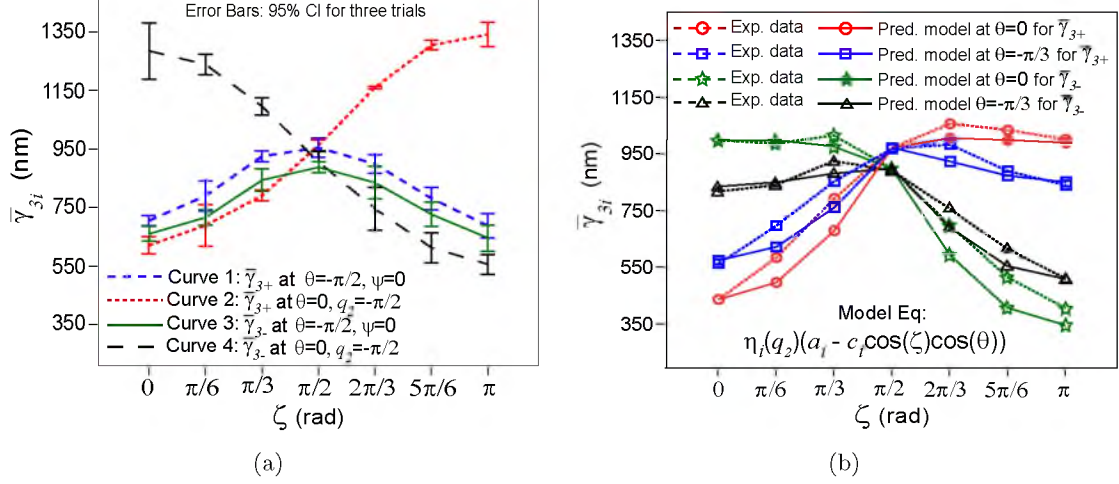 Error Bars: 95% CI for three trials
1350
1150
950
750
550
350
γ̅3i (nm)
Curve 1: γ̅3+ at θ=-π/2, ψ=0
Curve 2: γ̅3+ at θ=0, q2=-π/2
Curve 3: γ̅3- at θ=-π/2, ψ=0
Curve 4: γ̅3- at θ=0, q2=-π/2
0 π/6 π/3 π/2 2π/3 5π/6 π
ζ (rad)
(a)
Exp. data Pred. model at θ=0 for γ̅3+
Exp. data Pred. model at θ=-π/3 for γ̅3+
Exp. data Pred. model at θ=0 for γ̅3-
Exp. data Pred. model θ=-π/3 for γ̅3-
1350
1150
950
750
550
350
γ̅3i (nm)
Model Eq:
ηi(q2)(ai - ci cos(ζ)cos(θ))
0 π/6 π/3 π/2 2π/3 5π/6 π
ζ (rad)
(b)